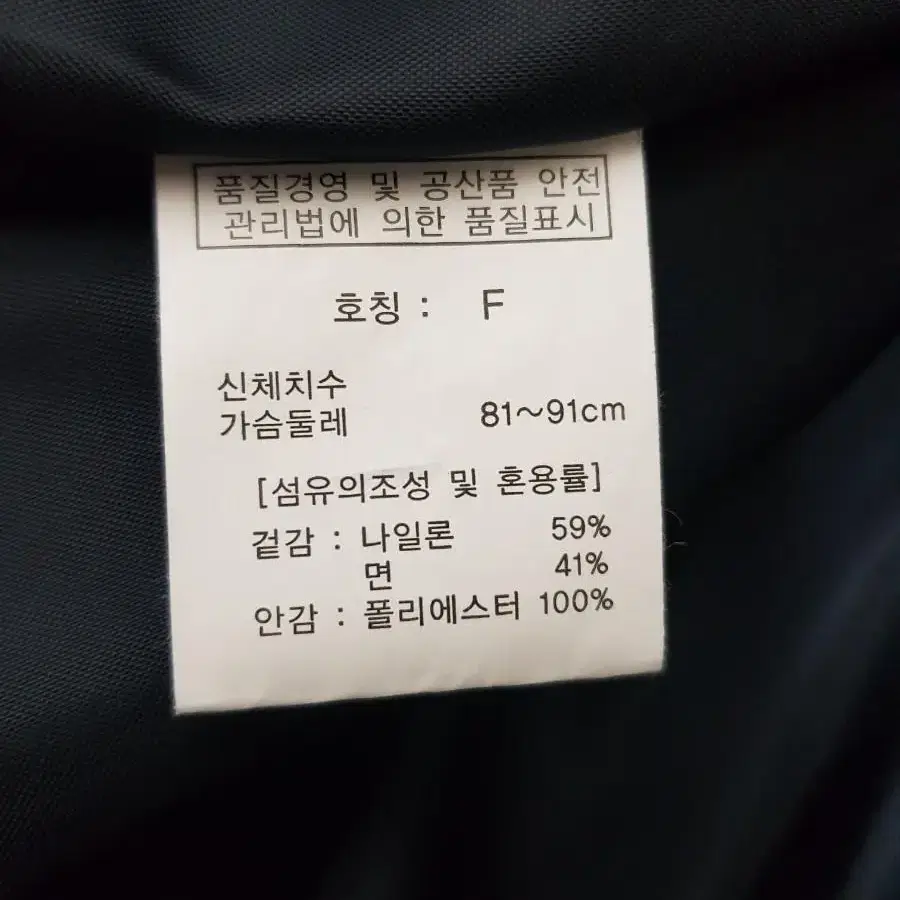 품질경영 및 공산품 안전
관리법에 의한 품질표시
호칭 : F
신체치수
가슴둘레 81~91cm
[섬유의조성 및 혼용률]
겉감 : 나일론 59%
면 41%
안감 : 폴리에스터 100%